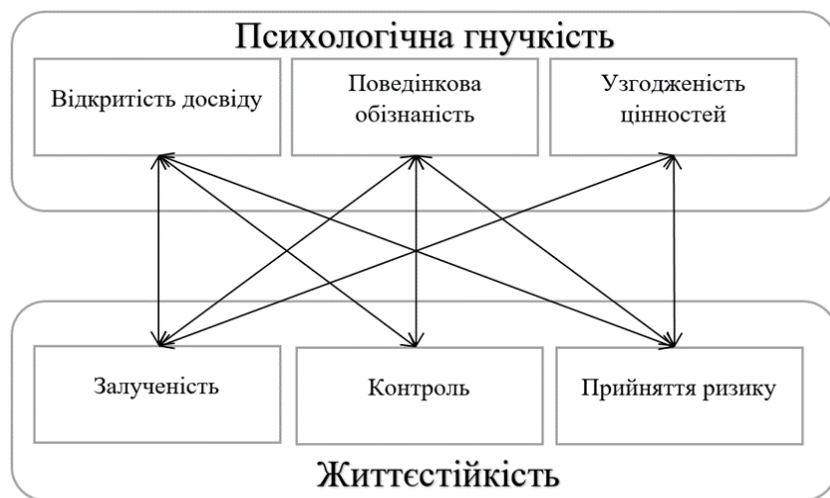 Психологічна гнучкість
Відкритість досвіду
Поведінкова
обізнаність
Узгодженість
цінностей
Залученість
Контроль
Прийняття ризику
Життєстійкість